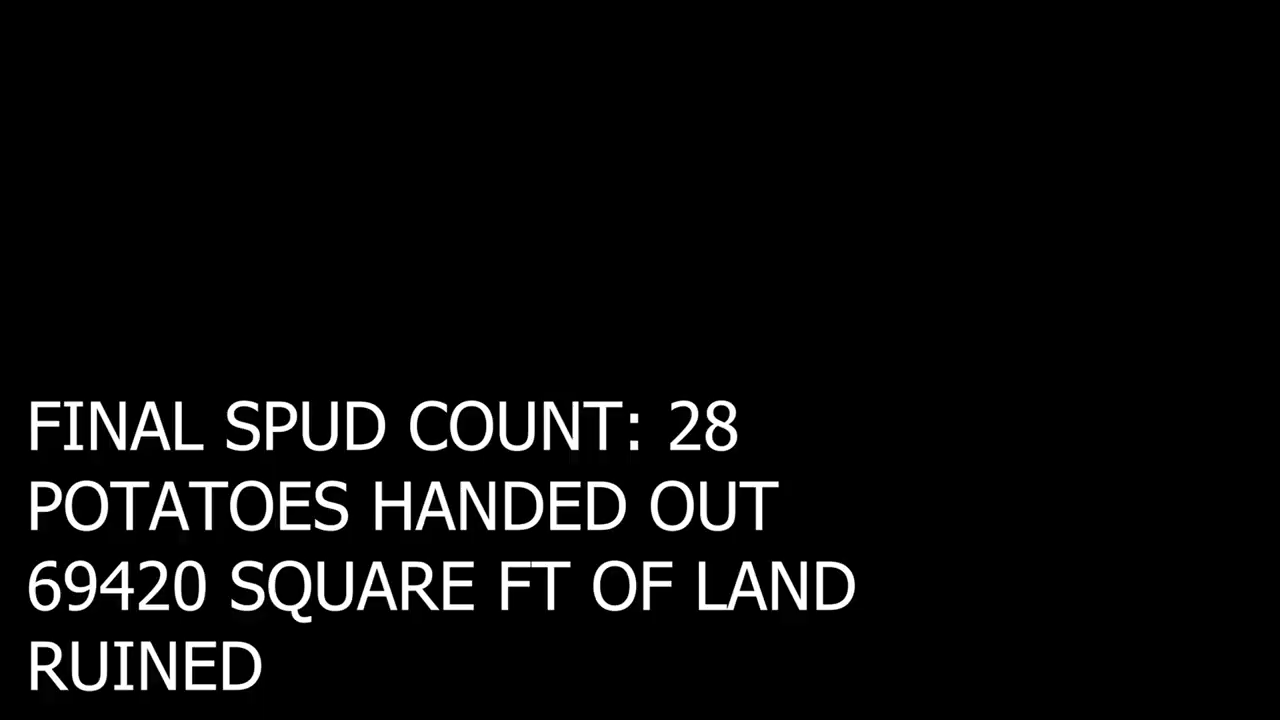 FINAL SPUD COUNT: 28
POTATOES HANDED OUT
69420 SQUARE FT OF LAND
RUINED